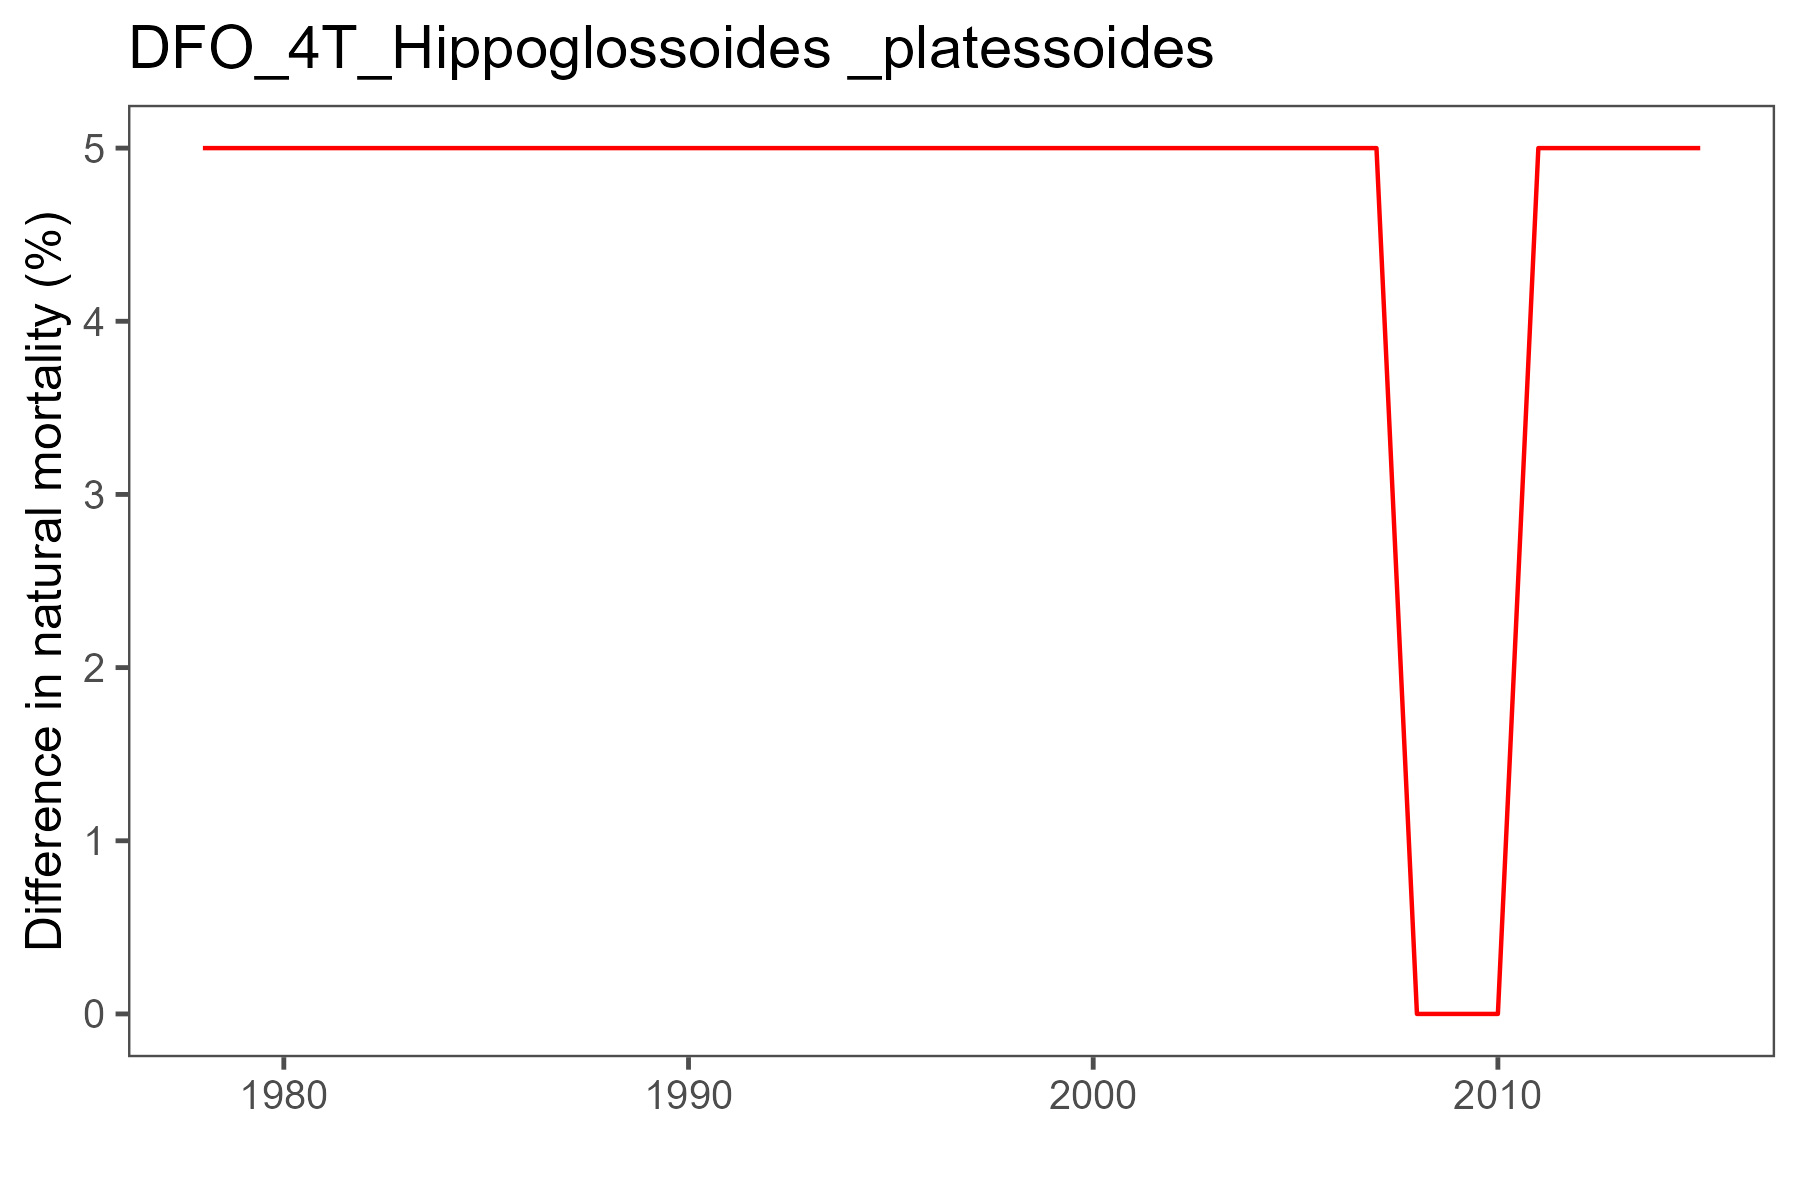 DFO_4T_Hippoglossoides _platessoides
Difference in natural mortality (%)
5
4
3
2
1
0
1980 1990 2000 2010